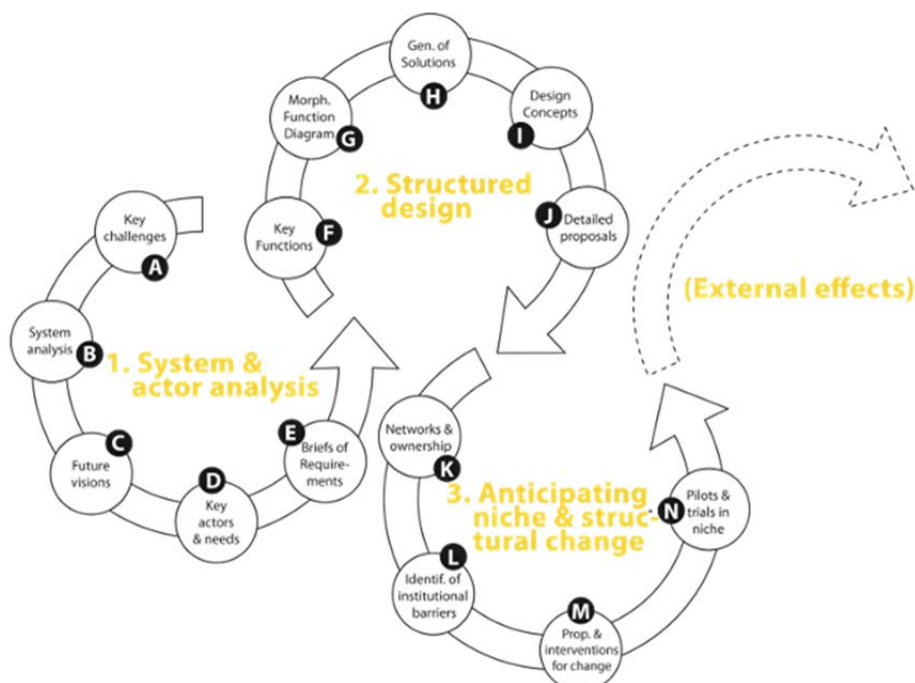 Key
challenges
A
System
analysis
B
1. System &
actor analysis
Future
visions
C
Key
actors
& needs
D
Briefs of
Require-
ments
E
Key
Functions
F
Morph.
Function
Diagram
G
Gen. of
Solutions
H
Design
Concepts
I
2. Structured
design
Detailed
proposals
J
Networks &
ownership
K
3. Anticipating
niche & struc-
tural change
Identif. of
institutional
barriers
L
Prop. &
interventions
for change
M
Pilots &
trials in
niche
N
(External effects)